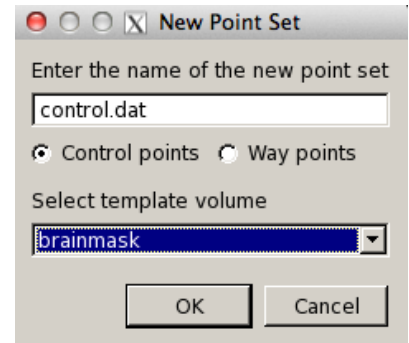 New Point Set
Enter the name of the new point set
control.dat
Control points Way points
Select template volume
brainmask
OK Cancel